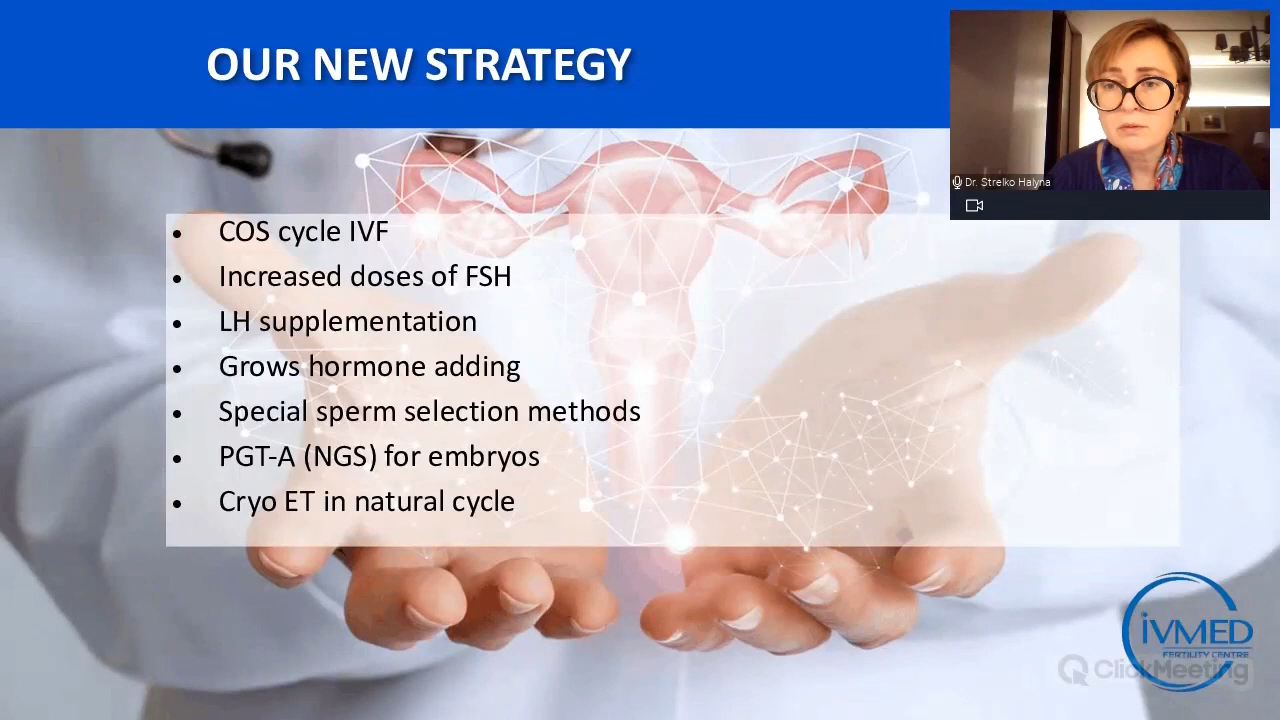 OUR NEW STRATEGY
Dr. Strelko Halyna
• COS cycle IVF
• Increased doses of FSH
• LH supplementation
• Grows hormone adding
• Special sperm selection methods
• PGT-A (NGS) for embryos
• Cryo ET in natural cycle
iVMED
FERTILITY CENTRE
ClickMeeting